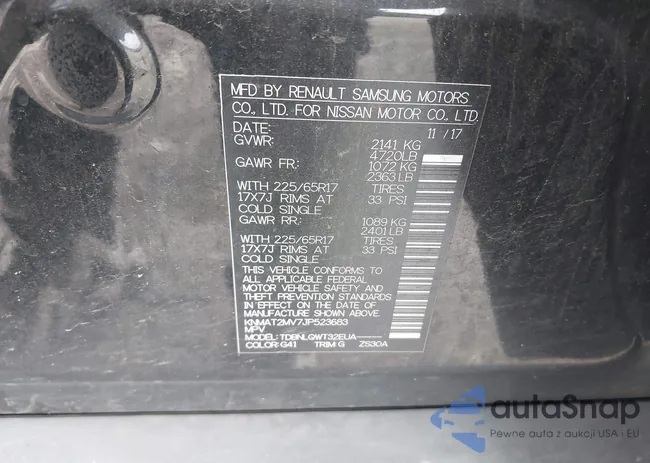 MFD BY RENAULT SAMSUNG MOTORS
CO., LTD. FOR NISSAN MOTOR CO., LTD.
DATE: 11 / 17
GVWR: 2141 KG
4720LB
GAWR FR: 1072 KG
2363 LB
WITH 225/65R17 TIRES
17X7J RIMS AT 33 PSI
COLD SINGLE
GAWR RR: 1089 KG
2401 LB
WITH 225/65R17 TIRES
17X7J RIMS AT 33 PSI
COLD SINGLE
THIS VEHICLE CONFORMS TO
ALL APPLICABLE FEDERAL
MOTOR VEHICLE SAFETY AND
THEFT PREVENTION STANDARDS
IN EFFECT ON THE DATE OF
MANUFACTURE SHOWN ABOVE.
KNMAT2MV7JP523683
MPV
MODEL: TDBNLQWT32EUA-----
COLOR: G41 TRIM: G ZS30A
autaSnap
Pewne auta z aukcji USA i EU